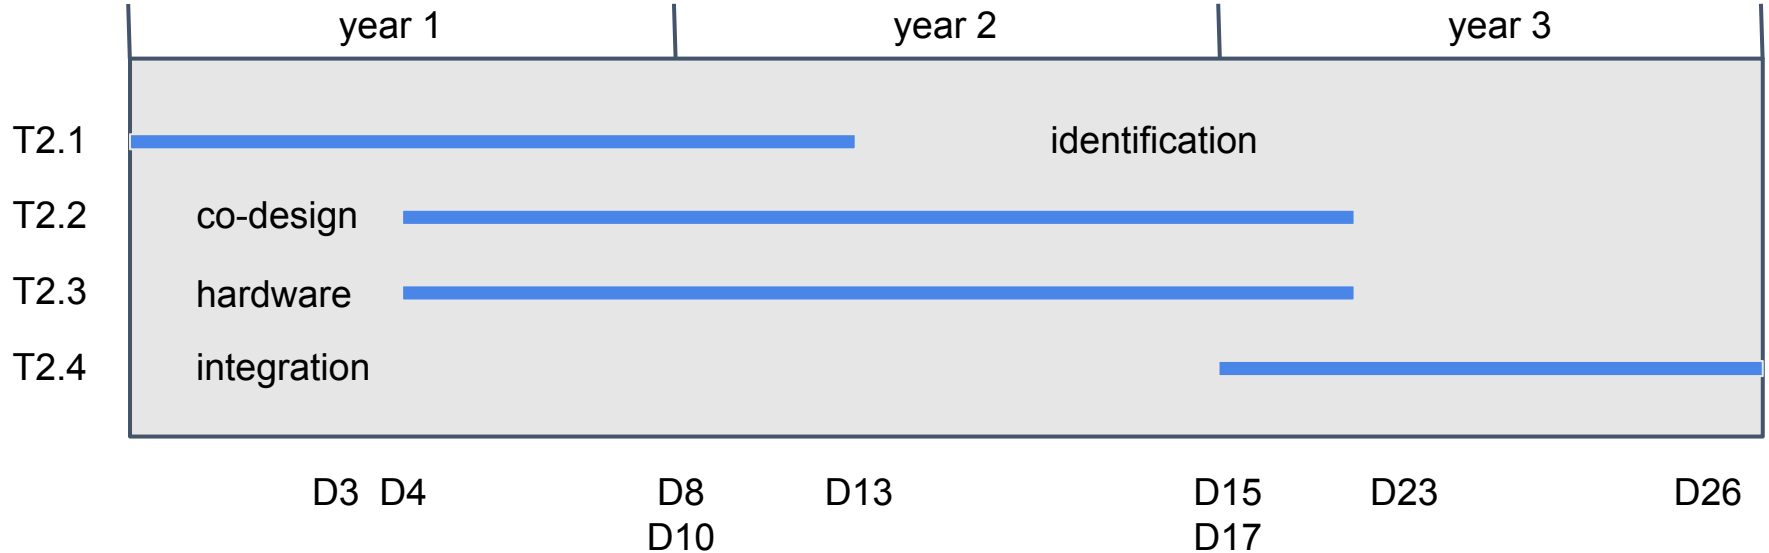 year 1 year 2 year 3
T2.1 identification
T2.2 co-design
T2.3 hardware
T2.4 integration
D3 D4 D8 D13 D15 D23 D26
D10 D17